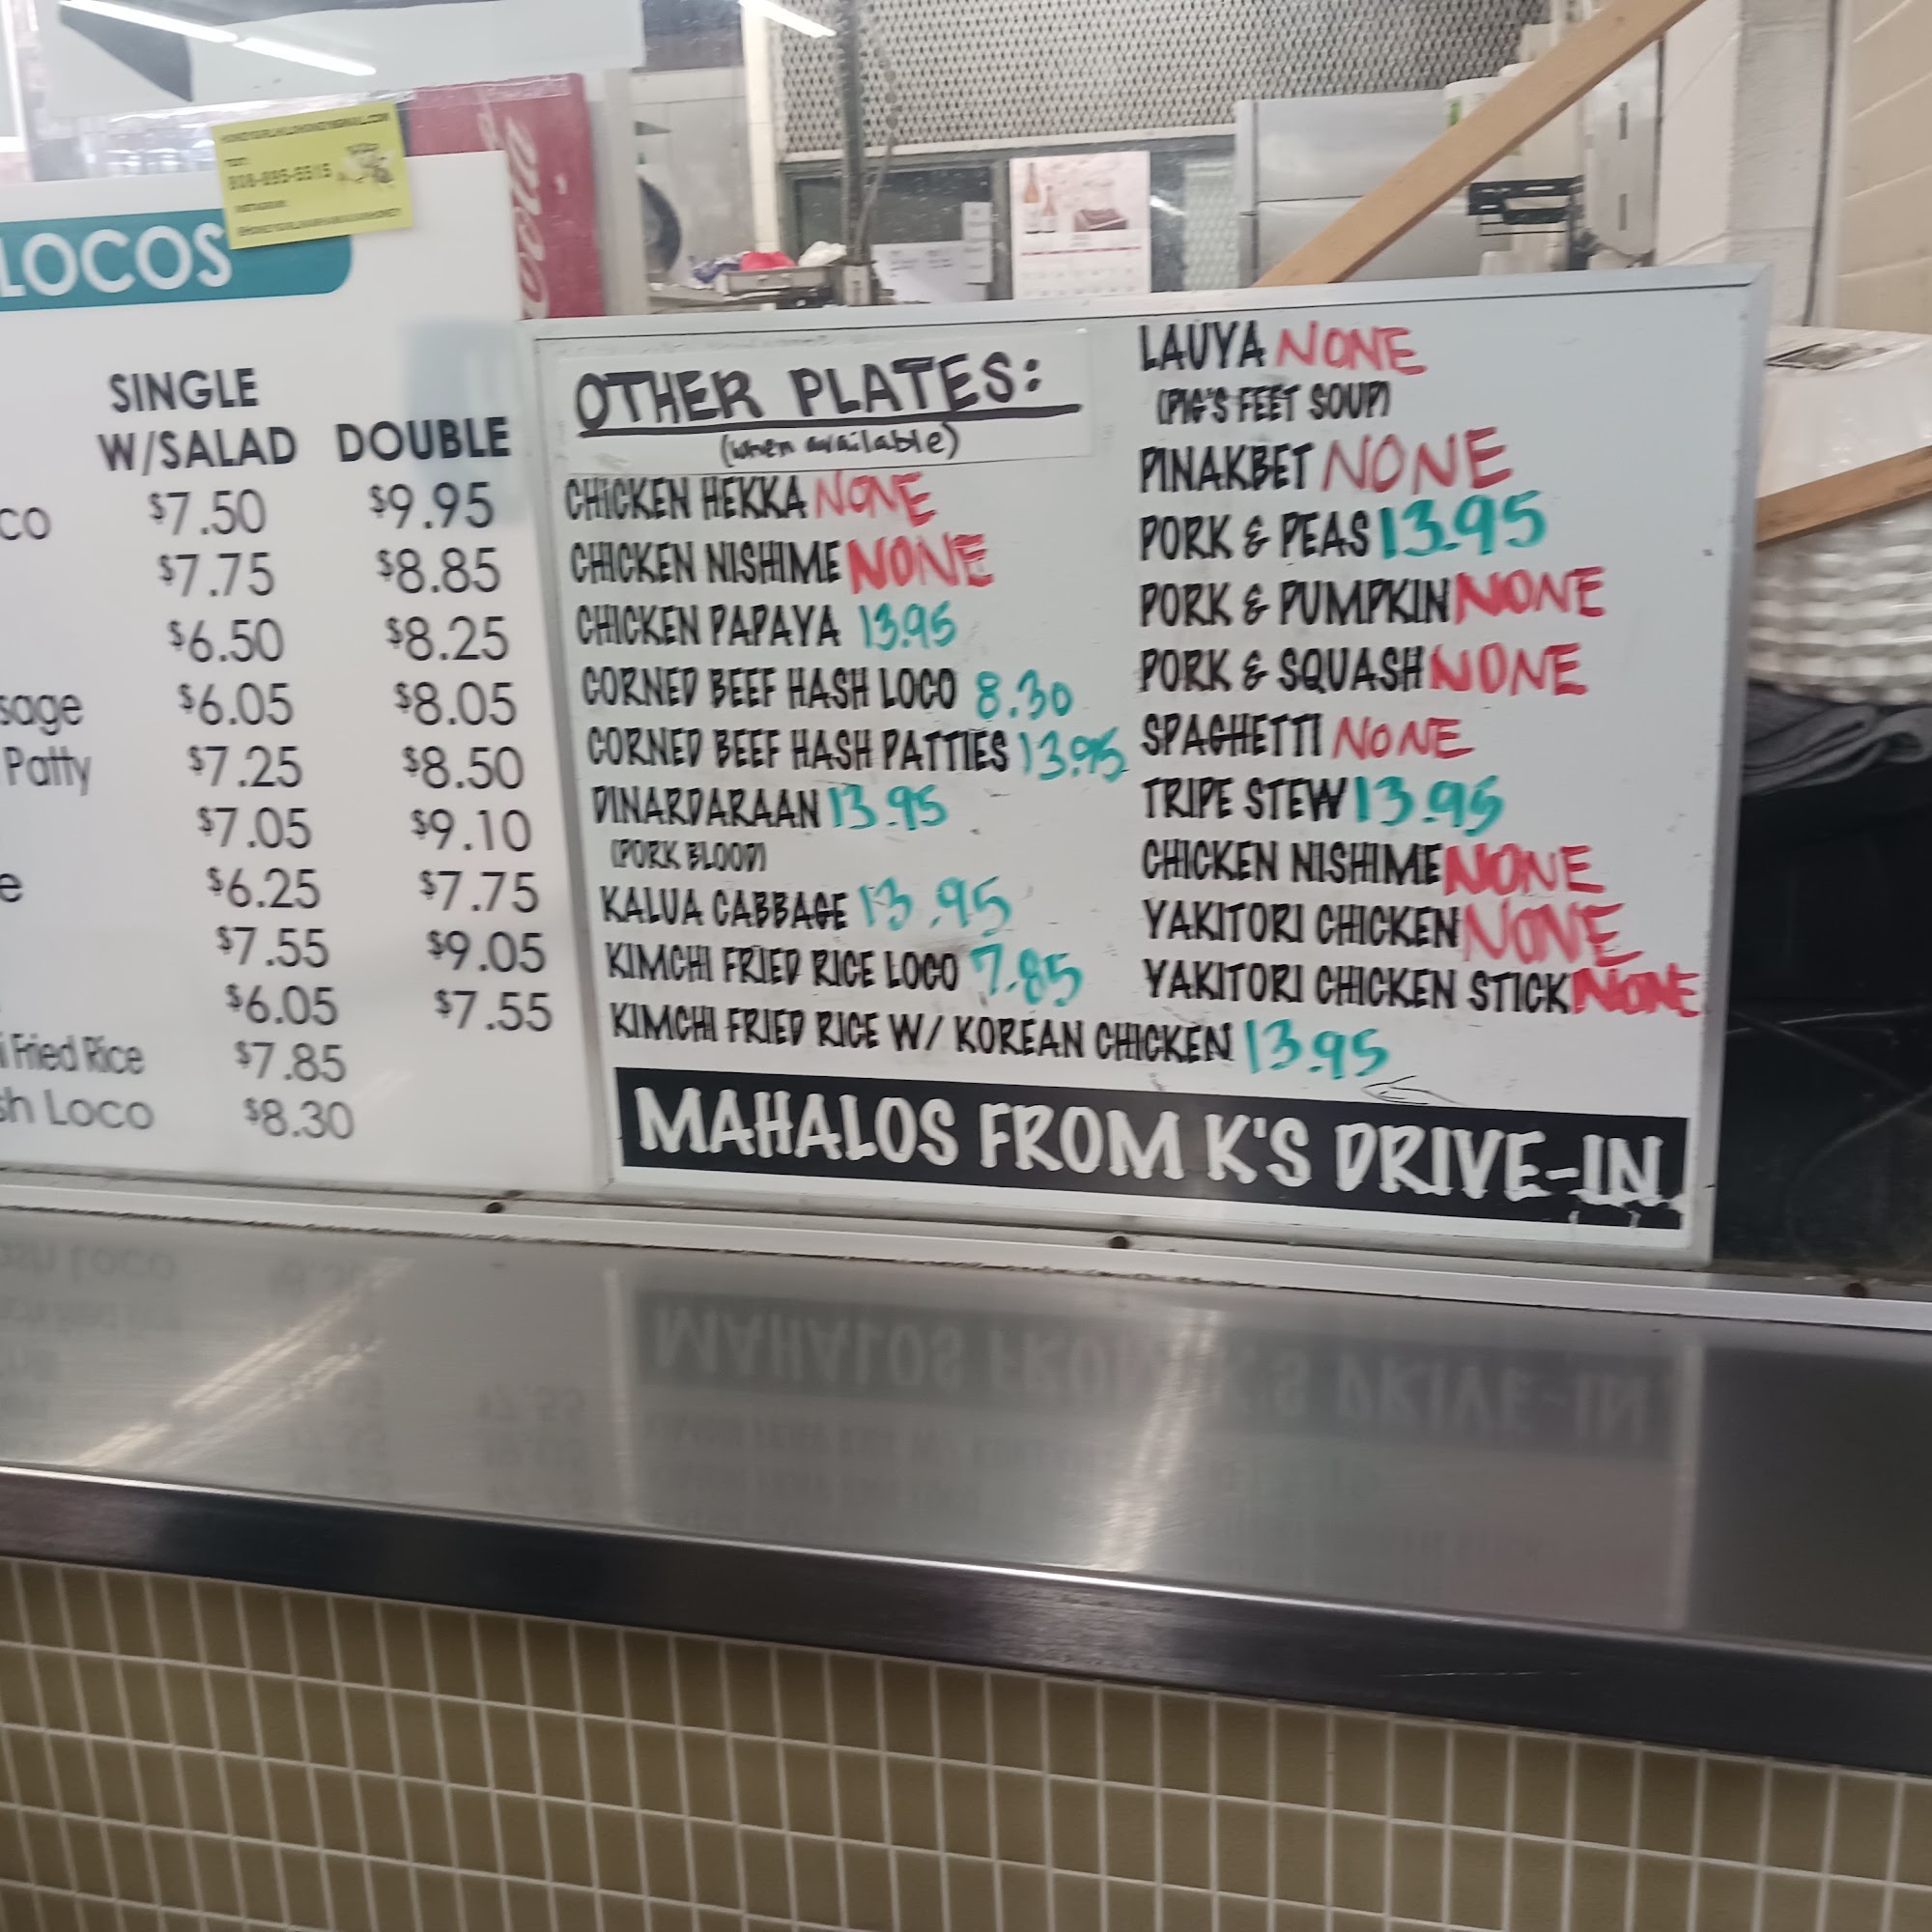 TEXT:
808-895-5515
Coca
LOCOS
SINGLE
W/SALAD DOUBLE
co $7.50 $9.95
$7.75 $8.85
$6.50 $8.25
sage $6.05 $8.05
Patty $7.25 $8.50
$7.05 $9.10
e $6.25 $7.75
$7.55 $9.05
$6.05 $7.55
i Fried Rice $7.85
sh Loco $8.30
OTHER PLATES:
(when available)
CHICKEN HEKKA NONE
CHICKEN NISHIME NONE
CHICKEN PAPAYA 13.95
CORNED BEEF HASH LOCO 8.30
CORNED BEEF HASH PATTIES 13.95
DINARDARAAN 13.95
(PORK BLOOD)
KALUA CABBAGE 13.95
KIMCHI FRIED RICE LOCO 7.85
KIMCHI FRIED RICE W/ KOREAN CHICKEN 13.95
LAUYA NONE
(PIG'S FEET SOUP)
PINAKBET NONE
PORK & PEAS 13.95
PORK & PUMPKIN NONE
PORK & SQUASH NONE
SPAGHETTI NONE
TRIPE STEW 13.95
CHICKEN NISHIME NONE
YAKITORI CHICKEN NONE
YAKITORI CHICKEN STICK NONE
MAHALOS FROM K'S DRIVE-IN